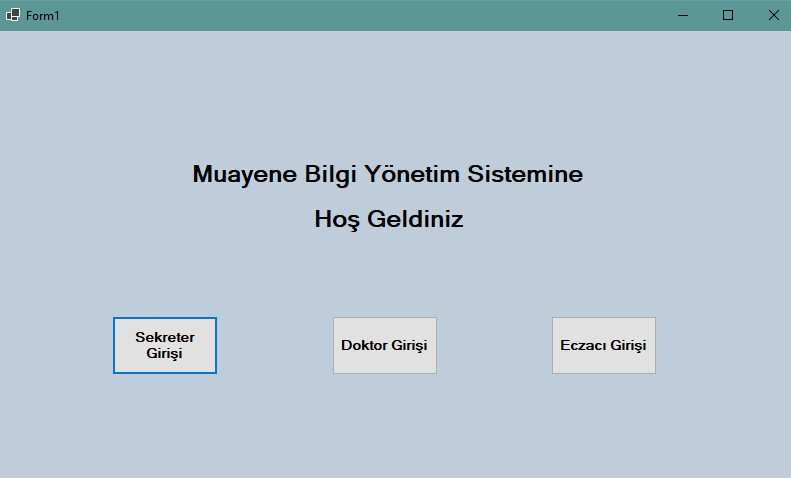 Form1
Muayene Bilgi Yönetim Sistemine
Hoş Geldiniz
Sekreter
Girişi
Doktor Girişi
Eczacı Girişi